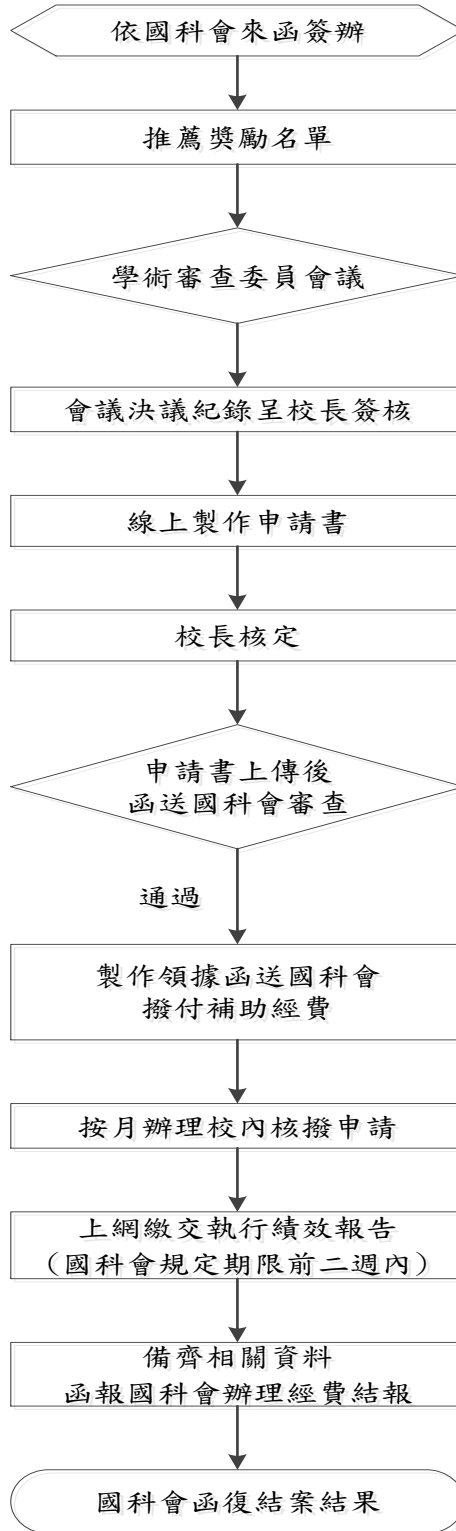 依國科會來函簽辦
推薦獎勵名單
學術審查委員會議
會議決議紀錄呈校長簽核
線上製作申請書
校長核定
申請書上傳後
函送國科會審查
通過
製作領據函送國科會
撥付補助經費
按月辦理校內核撥申請
上網繳交執行績效報告
(國科會規定期限前二週內)
備齊相關資料
函報國科會辦理經費結報
國科會函復結案結果